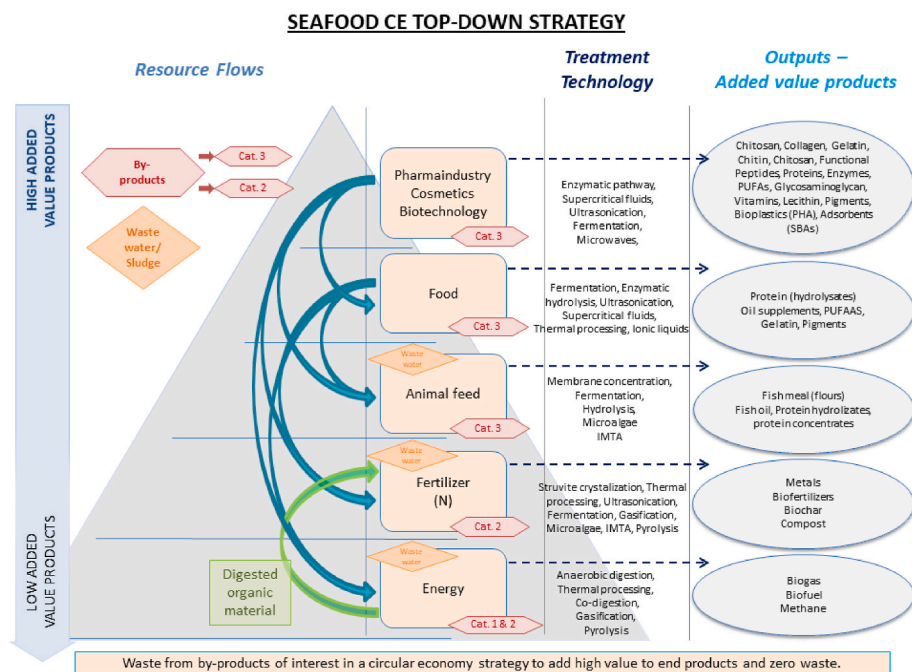 SEAFOOD CE TOP-DOWN STRATEGY
Resource Flows
Treatment
Technology
Outputs –
Added value products
HIGH ADDED
VALUE PRODUCTS
LOW ADDED
VALUE PRODUCTS
By-
products
Cat. 3
Cat. 2
Waste
water/
Sludge
Pharmaindustry
Cosmetics
Biotechnology
Cat. 3
Enzymatic pathway,
Supercritical fluids,
Ultrasonication,
Fermentation,
Microwaves,
Chitosan, Collagen, Gelatin,
Chitin, Chitosan, Functional
Peptides, Proteins, Enzymes,
PUFAs, Glycosaminoglycan,
Vitamins, Lecithin, Pigments,
Bioplastics (PHA), Adsorbents
(SBAs)
Food
Cat. 3
Fermentation, Enzymatic
hydrolysis, Ultrasonication,
Supercritical fluids,
Thermal processing, Ionic liquids
Protein (hydrolysates)
Oil supplements, PUFAAS,
Gelatin, Pigments
Waste
water
Animal feed
Cat. 3
Membrane concentration,
Fermentation,
Hydrolysis,
Microalgae
IMTA
Fishmeal (flours)
Fish oil, Protein hydrolizates,
protein concentrates
Waste
water
Fertilizer
(N)
Cat. 2
Struvite crystalization, Thermal
processing, Ultrasonication,
Fermentation, Gasification,
Microalgae, IMTA, Pyrolysis
Metals
Biofertilizers
Biochar
Compost
Waste
water
Energy
Cat. 1 & 2
Digested
organic
material
Anaerobic digestion,
Thermal processing,
Co-digestion,
Gasification,
Pyrolysis
Biogas
Biofuel
Methane
Waste from by-products of interest in a circular economy strategy to add high value to end products and zero waste.